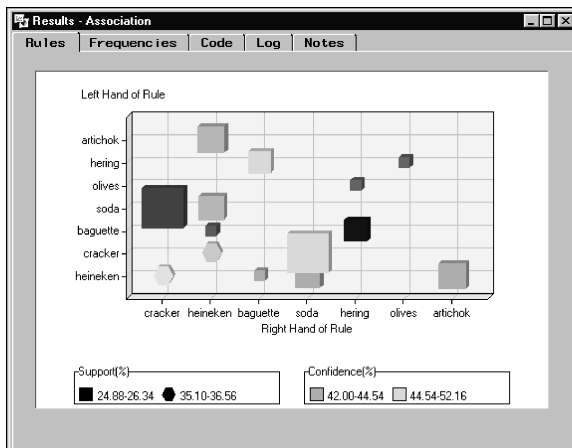 Results - Association
Rules Frequencies Code Log Notes
Left Hand of Rule
artichok
hering
olives
soda
baguette
cracker
heineken
cracker heineken baguette soda hering olives artichok
Right Hand of Rule
Support(%)
24.88-26.34 35.10-36.56
Confidence(%)
42.00-44.54 44.54-52.16